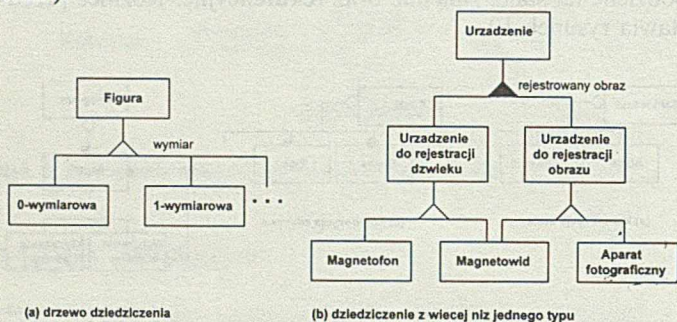 Figura
wymiar
0-wymiarowa
1-wymiarowa
(a) drzewo dziedziczenia
Urzadzenie
rejestrowany obraz
Urzadzenie
do rejestracji
dzwieku
Urzadzenie
do rejestracji
obrazu
Magnetofon
Magnetowid
Aparat
fotograficzny
(b) dziedziczenie z wiecej niz jednego typu